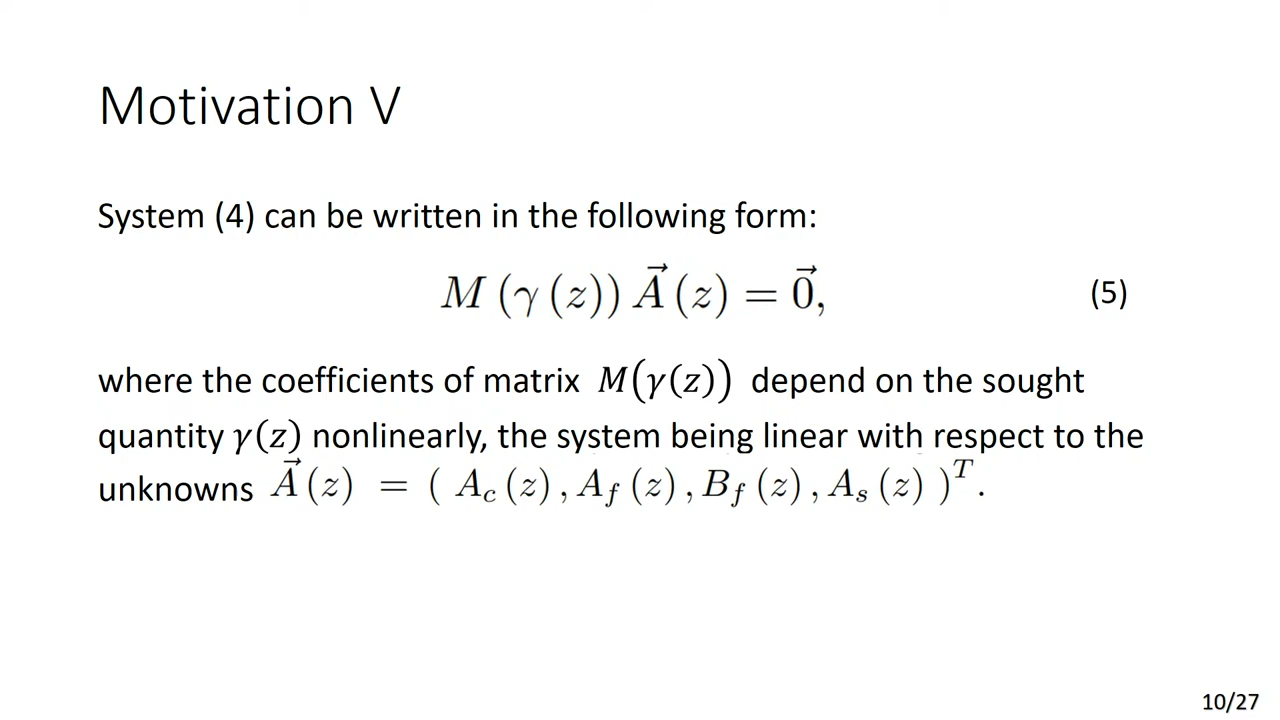 Motivation V
System (4) can be written in the following form:
M (γ (z)) A⃗ (z) = 0⃗, (5)
where the coefficients of matrix M(γ(z)) depend on the sought
quantity γ(z) nonlinearly, the system being linear with respect to the
unknowns A⃗ (z) = ( A_c (z) , A_f (z) , B_f (z) , A_s (z) )^T .
10/27